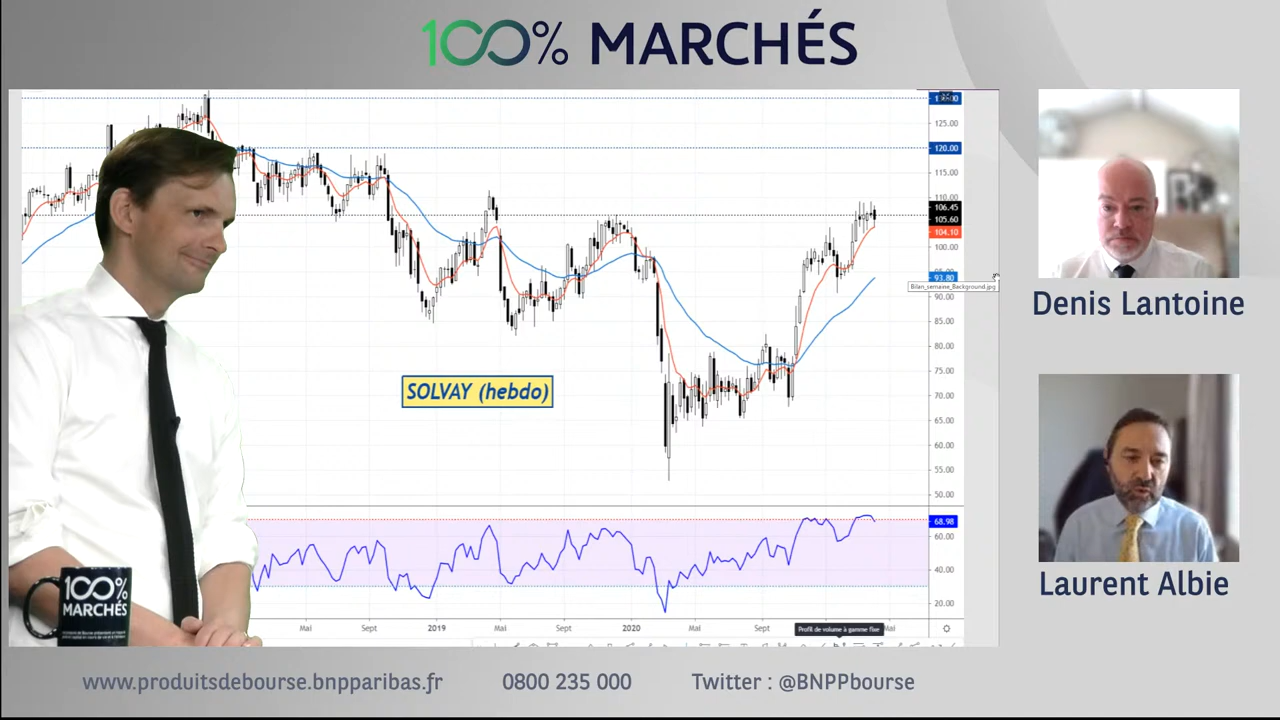 100% MARCHÉS
125.00
120.00
115.00
110.00
106.45
105.60
104.10
100.00
93.80
90.00
85.00
80.00
75.00
70.00
65.00
60.00
55.00
50.00
Bilan_semaine_Background.jpg
SOLVAY (hebdo)
68.98
60.00
40.00
20.00
Mai Sept 2019 Mai Sept 2020 Mai Sept Mai
Profil de volume à gamme fixe
100%
MARCHÉS
Denis Lantoine
Laurent Albie
www.produitsdebourse.bnpparibas.fr 0800 235 000 Twitter : @BNPPbourse